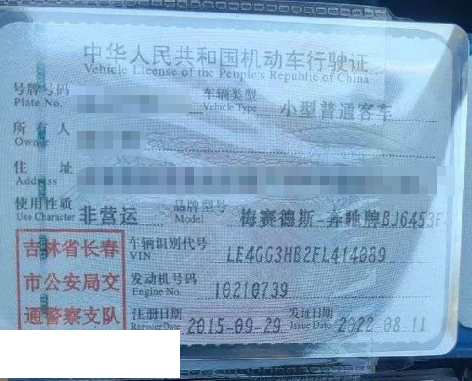 中华人民共和国机动车行驶证
Vehicle License of the People's Republic of China
号牌号码 Plate No.
车辆类型 Vehicle Type 小型普通客车
所有人 Owner
住址 Address
使用性质 Use Character 非营运 品牌型号 Model 梅赛德斯-奔驰牌BJ6453F
吉林省长春
市公安局交
通警察支队
车辆识别代号 VIN LE4GG3HB2FL414089
发动机号码 Engine No. 10210739
注册日期 Register Date 2015-09-29 发证日期 Issue Date 2022-08-11